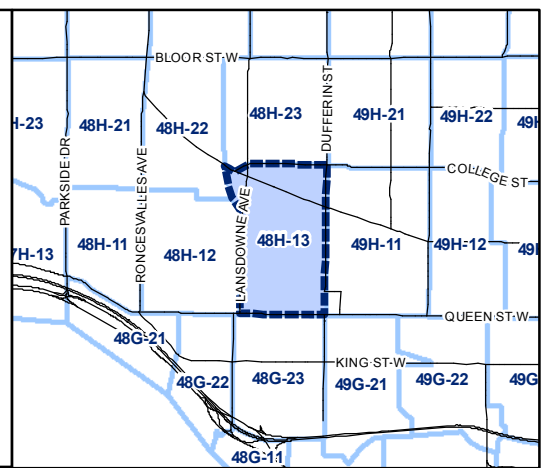 BLOOR ST W
DUFFERIN ST
H-23
48H-21
48H-22
48H-23
49H-21
49H-22
49H
PARKSIDE DR
RONCESVALLES AVE
LANSDOWNE AVE
COLLEGE ST
7H-13
48H-11
48H-12
48H-13
49H-11
49H-12
49H
QUEEN ST W
48G-21
KING ST W
48G-22
48G-23
49G-21
49G-22
49G
48G-11